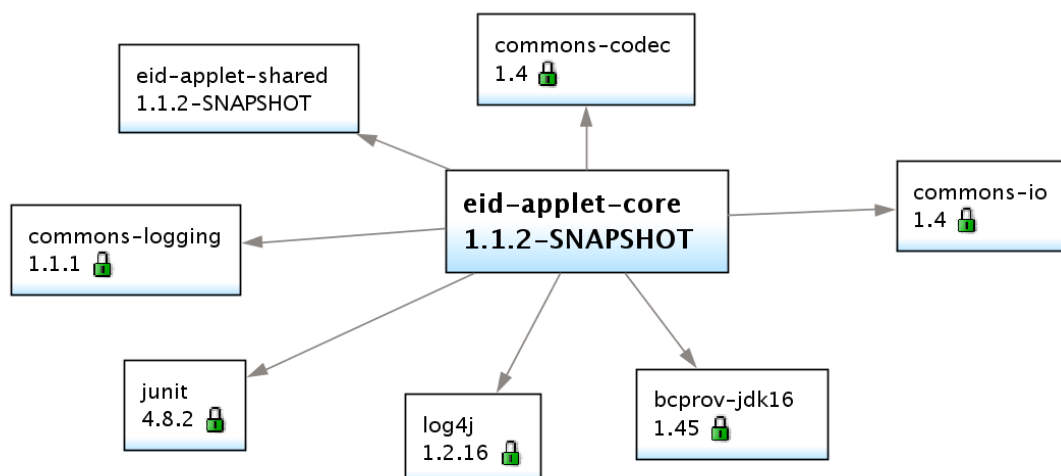 commons-codec
1.4
eid-applet-shared
1.1.2-SNAPSHOT
eid-applet-core
1.1.2-SNAPSHOT
commons-io
1.4
commons-logging
1.1.1
junit
4.8.2
log4j
1.2.16
bcprov-jdk16
1.45